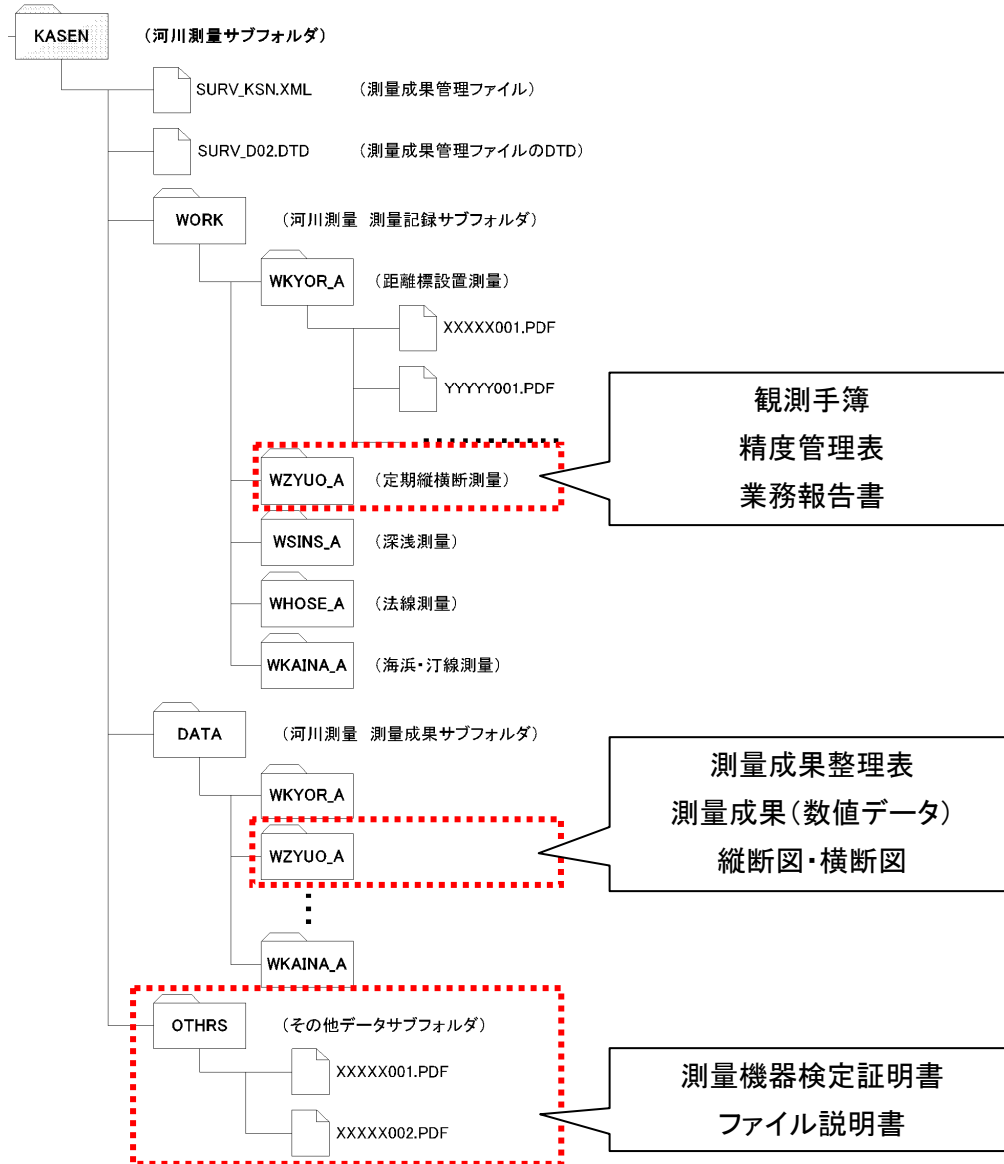 KASEN （河川測量サブフォルダ）
SURV_KSN.XML （測量成果管理ファイル）
SURV_D02.DTD （測量成果管理ファイルのDTD）
WORK （河川測量 測量記録サブフォルダ）
WKYOR_A （距離標設置測量）
XXXXX001.PDF
YYYYY001.PDF
観測手簿
精度管理表
業務報告書
WZYUO_A （定期縦横断測量）
WSINS_A （深浅測量）
WHOSE_A （法線測量）
WKAINA_A （海浜・汀線測量）
DATA （河川測量 測量成果サブフォルダ）
WKYOR_A
WZYUO_A
測量成果整理表
測量成果（数値データ）
縦断図・横断図
WKAINA_A
OTHRS （その他データサブフォルダ）
XXXXX001.PDF
XXXXX002.PDF
測量機器検定証明書
ファイル説明書